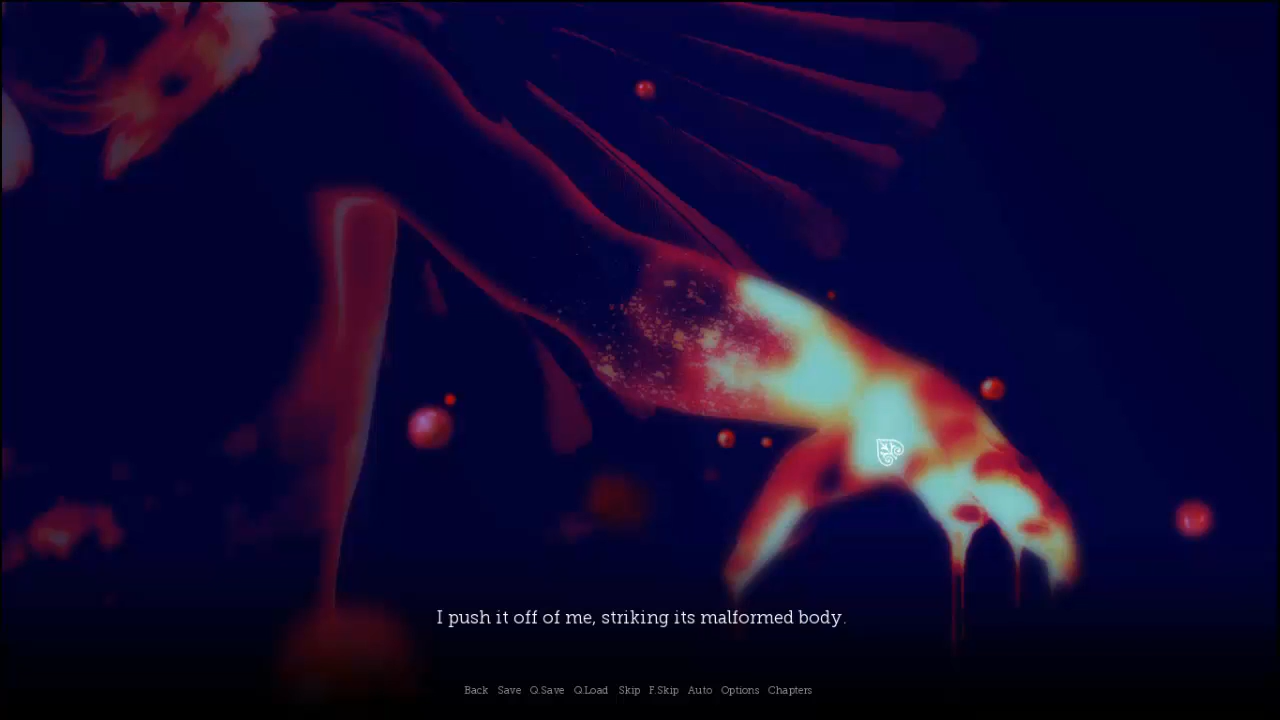 I push it off of me, striking its malformed body.
Back Save Q.Save Q.Load Skip F.Skip Auto Options Chapters